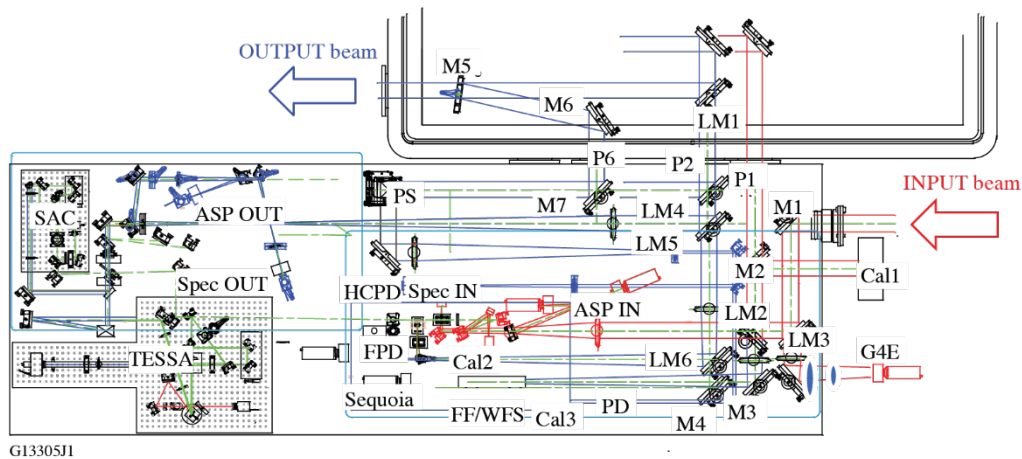 OUTPUT beam
M5
M6
LM1
P6
P2
P1
INPUT beam
PS
M7
LM4
M1
SAC
ASP OUT
LM5
M2
Cal1
HCPD
Spec IN
Spec OUT
ASP IN
LM2
LM3
FPD
Cal2
LM6
G4E
TESSA
Sequoia
PD
M3
FF/WFS
Cal3
M4
G13305J1